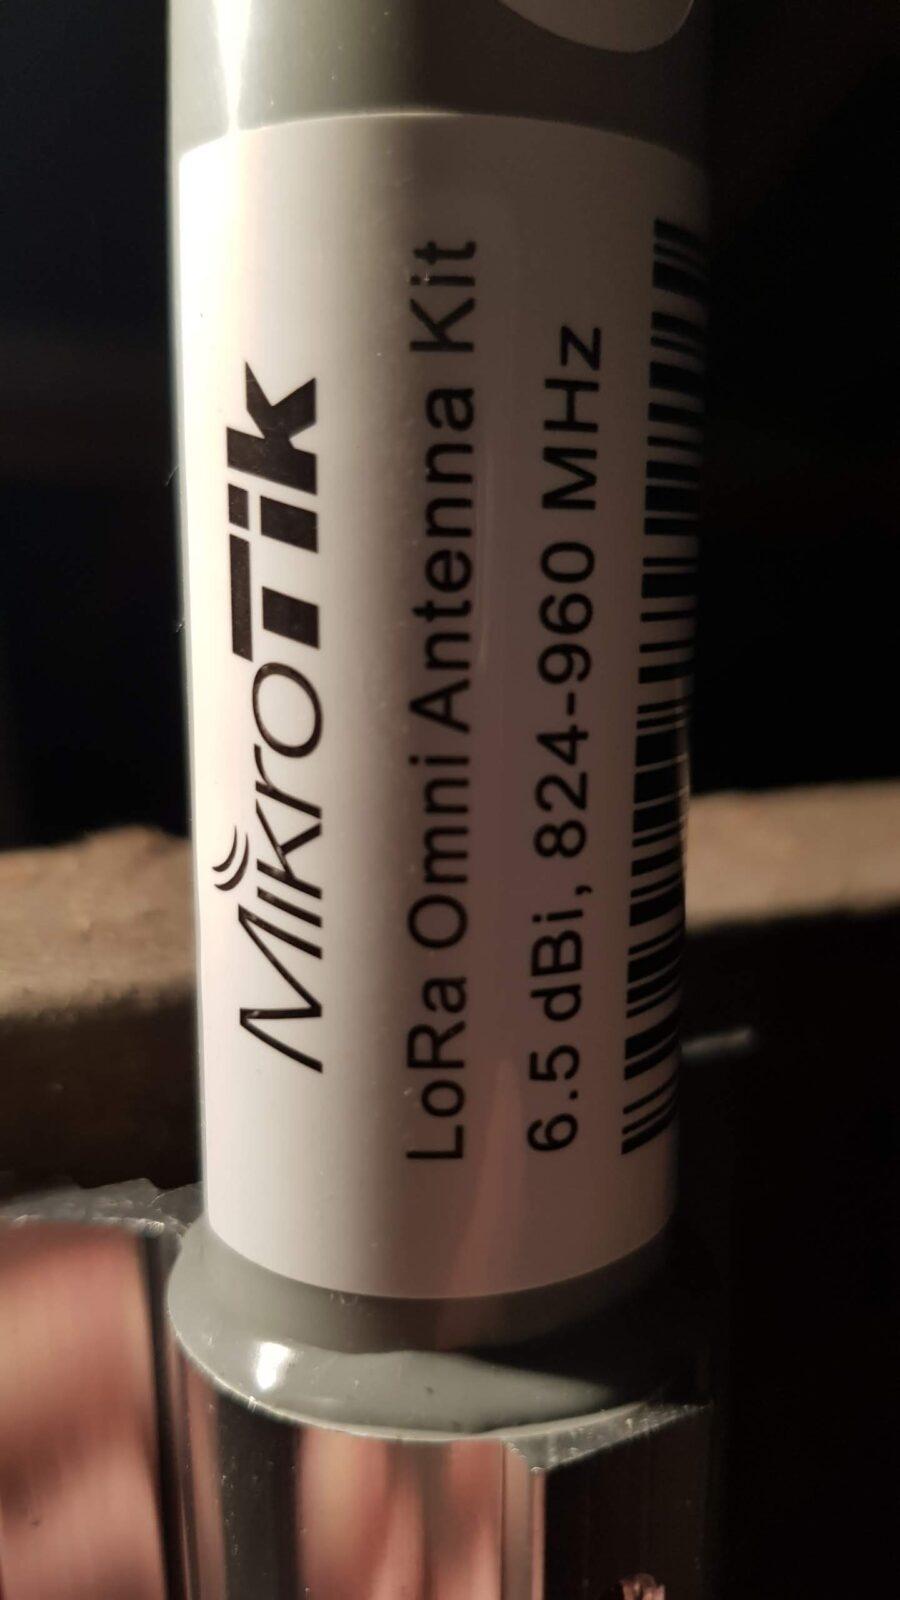 MikroTik
LoRa Omni Antenna Kit
6.5 dBi, 824-960 MHz